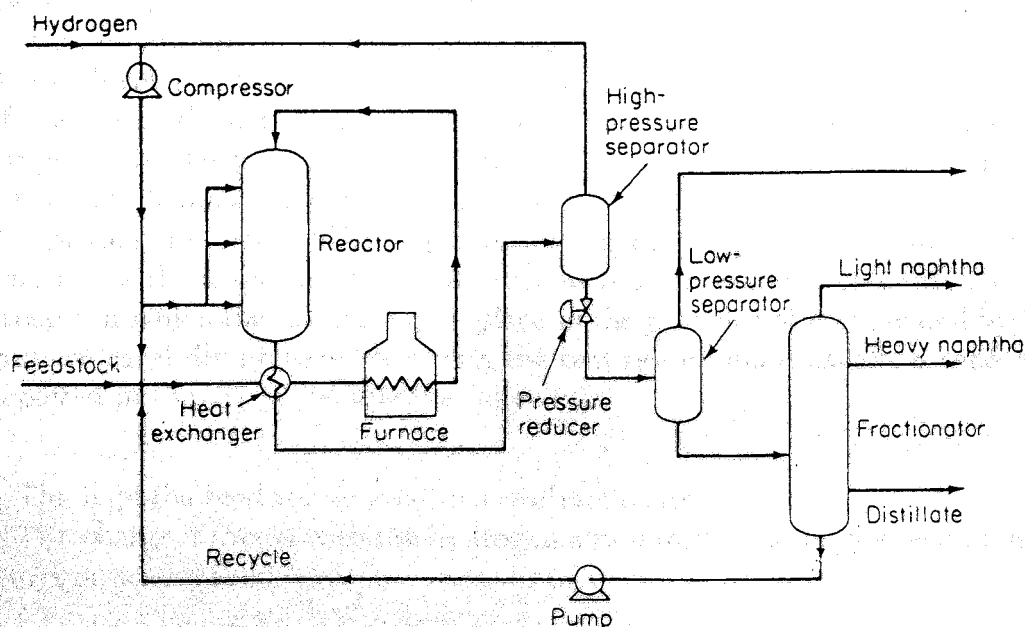 Hydrogen
Compressor
High-
pressure
separator
Reactor
Low-
pressure
separator
Light naphtha
Heavy naphtha
Feedstock
Heat
exchanger
Furnace
Pressure
reducer
Fractionator
Distillate
Recycle
Pump